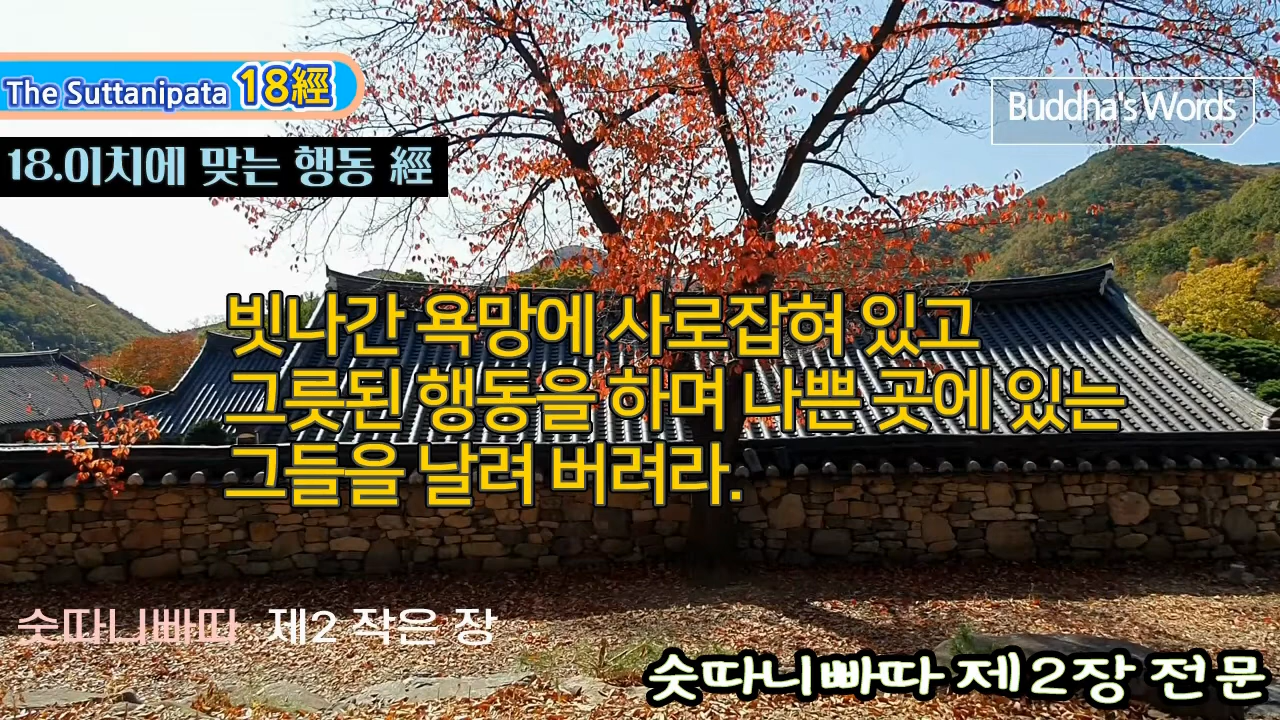 The Suttanipata 18經
Buddha's Words
18.이치에 맞는 행동 經
빗나간 욕망에 사로잡혀 있고
그릇된 행동을 하며 나쁜 곳에 있는
그들을 날려 버려라.
숫따니빠따 제2 작은 장
숫따니빠따 제2장 전문